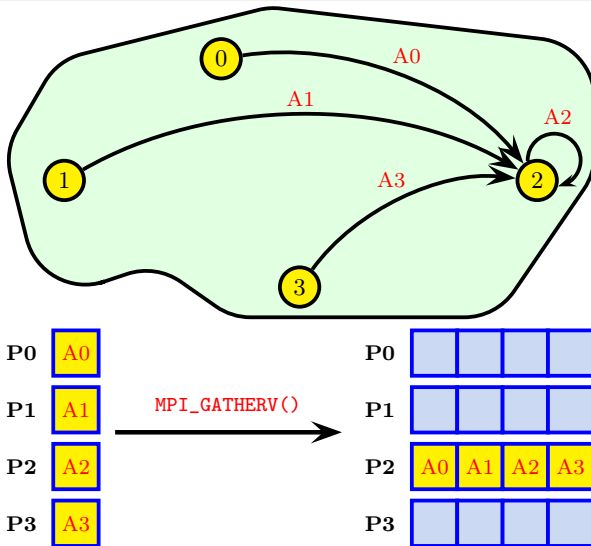 0
A0
A1
A2
1
2
A3
3
P0 A0 P0
P1 A1 MPI_GATHERV() P1
P2 A2 P2 A0 A1 A2 A3
P3 A3 P3